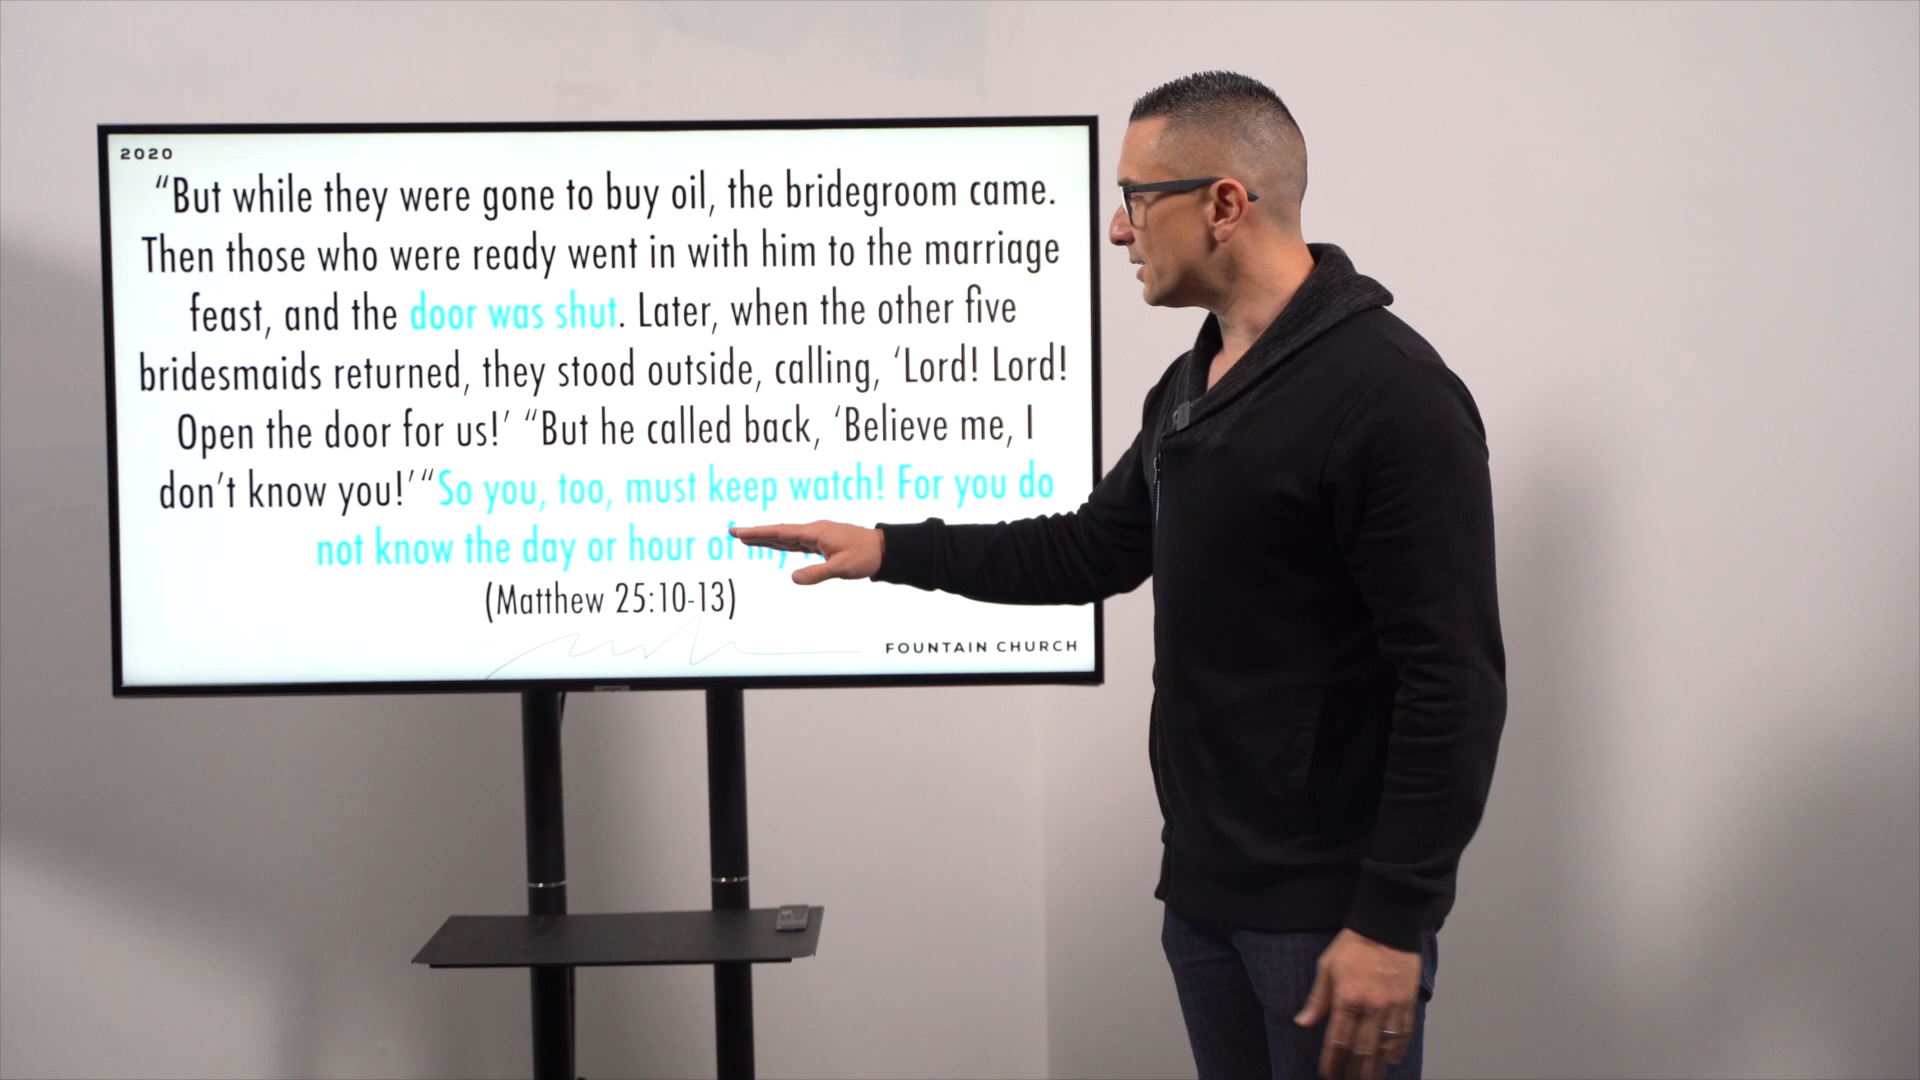 2020
“But while they were gone to buy oil, the bridegroom came.
Then those who were ready went in with him to the marriage
feast, and the door was shut. Later, when the other five
bridesmaids returned, they stood outside, calling, ‘Lord! Lord!
Open the door for us!’ “But he called back, ‘Believe me, I
don’t know you!’“So you, too, must keep watch! For you do
not know the day or hour of my
(Matthew 25:10-13)
FOUNTAIN CHURCH